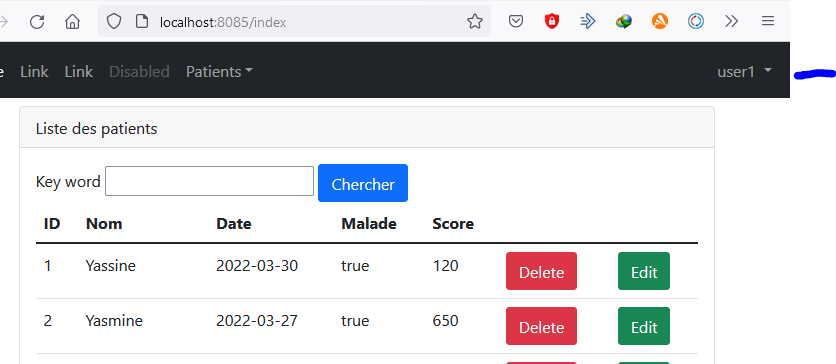 localhost:8085/index
e Link Link Disabled Patients user1
Liste des patients
Key word Chercher
ID Nom Date Malade Score
1 Yassine 2022-03-30 true 120 Delete Edit
2 Yasmine 2022-03-27 true 650 Delete Edit